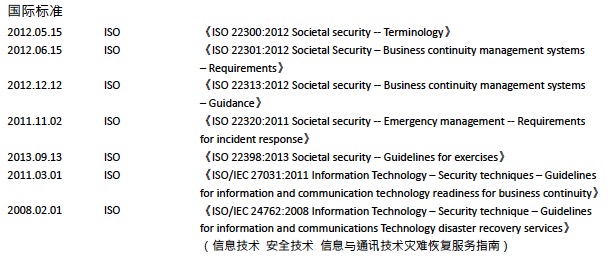 国际标准
2012.05.15 ISO 《ISO 22300:2012 Societal security -- Terminology》
2012.06.15 ISO 《ISO 22301:2012 Societal Security – Business continuity management systems
– Requirements》
2012.12.12 ISO 《ISO 22313:2012 Societal security -- Business continuity management systems
– Guidance》
2011.11.02 ISO 《ISO 22320:2011 Societal security -- Emergency management -- Requirements
for incident response》
2013.09.13 ISO 《ISO 22398:2013 Societal security – Guidelines for exercises》
2011.03.01 ISO 《ISO/IEC 27031:2011 Information Technology – Security techniques – Guidelines
for information and communication technology readiness for business continuity》
2008.02.01 ISO 《ISO/IEC 24762:2008 Information Technology – Security technique – Guidelines
for information and communications Technology disaster recovery services》
（信息技术 安全技术 信息与通讯技术灾难恢复服务指南）